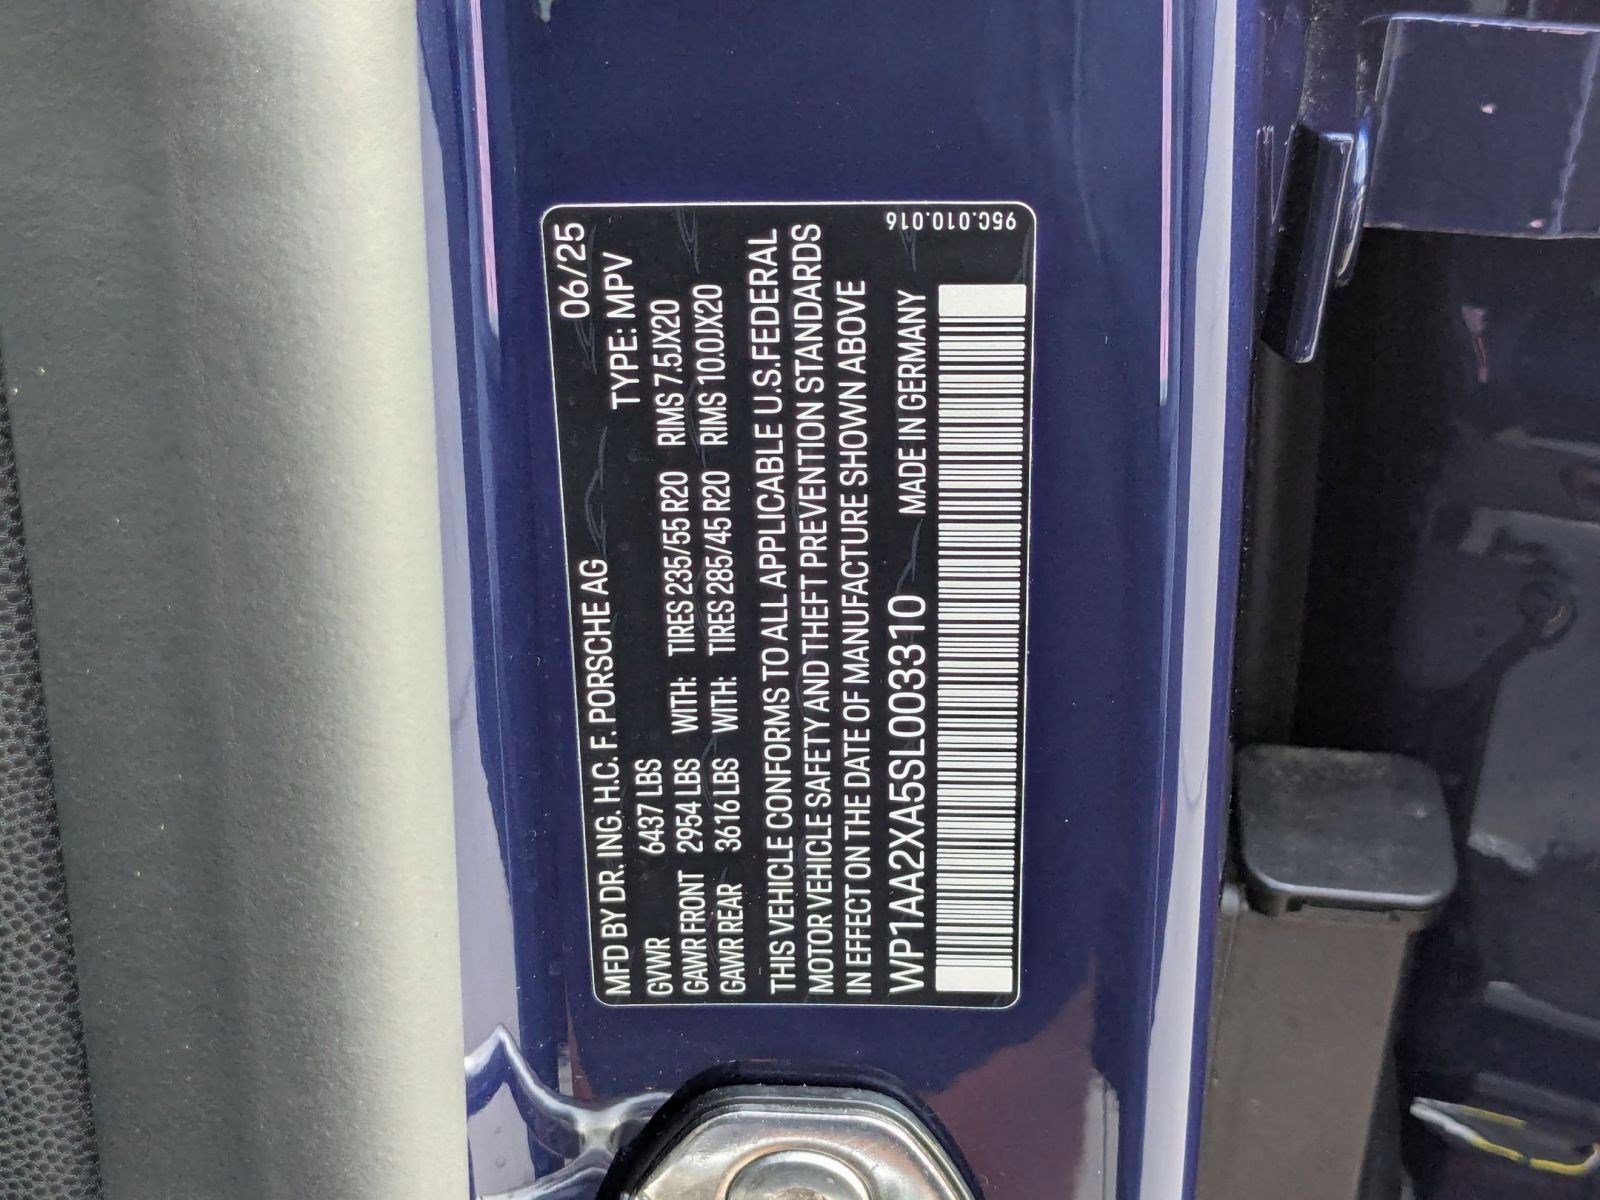 MFD BY DR. ING. H.C. F. PORSCHE AG 06/25
GVWR 6437 LBS TYPE: MPV
GAWR FRONT 2954 LBS WITH: TIRES 235/55 R20 RIMS 7.5JX20
GAWR REAR 3616 LBS WITH: TIRES 285/45 R20 RIMS 10.0JX20
THIS VEHICLE CONFORMS TO ALL APPLICABLE U.S.FEDERAL
MOTOR VEHICLE SAFETY AND THEFT PREVENTION STANDARDS
IN EFFECT ON THE DATE OF MANUFACTURE SHOWN ABOVE
WP1AA2XA5SL003310 MADE IN GERMANY
95C.010.016